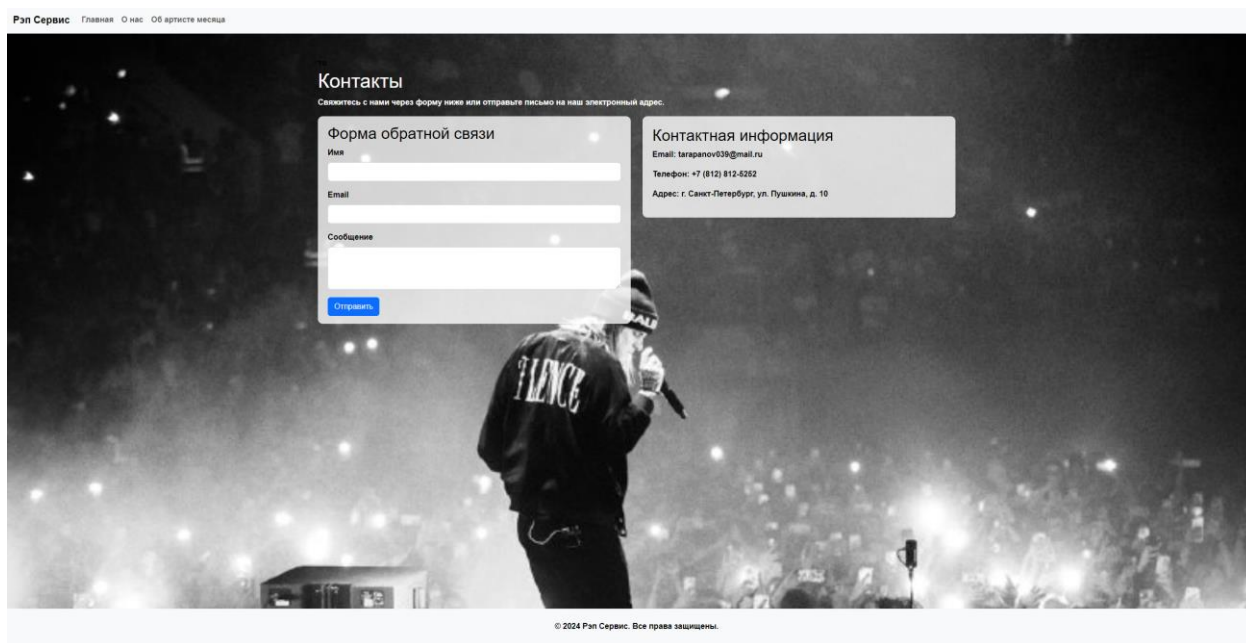 Рэп Сервис Главная О нас Об артисте месяца
Контакты
Свяжитесь с нами через форму ниже или отправьте письмо на наш электронный адрес.
Форма обратной связи
Имя
Email
Сообщение
Отправить
Контактная информация
Email: tarapanov039@mail.ru
Телефон: +7 (812) 812-5252
Адрес: г. Санкт-Петербург, ул. Пушкина, д. 10
© 2024 Рэп Сервис. Все права защищены.